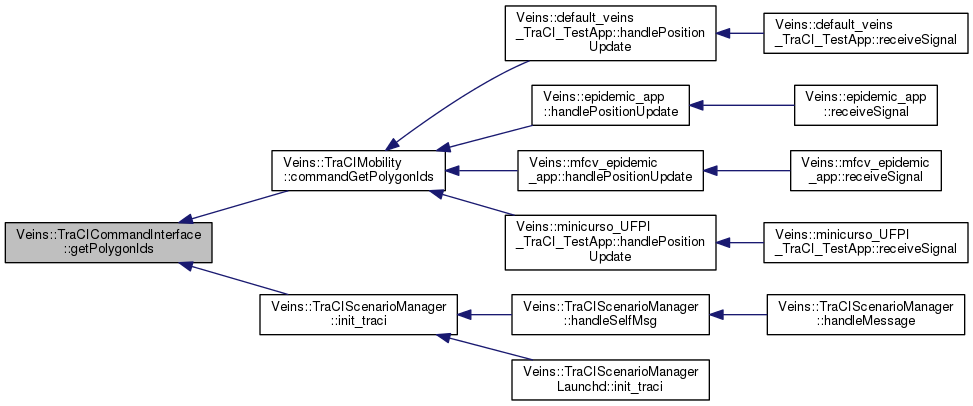 Veins::default_veins
_TraCI_TestApp::handlePosition
Update
Veins::default_veins
_TraCI_TestApp::receiveSignal
Veins::epidemic_app
::handlePositionUpdate
Veins::epidemic_app
::receiveSignal
Veins::TraCIMobility
::commandGetPolygonIds
Veins::mfcv_epidemic
_app::handlePositionUpdate
Veins::mfcv_epidemic
_app::receiveSignal
Veins::TraCICommandInterface
::getPolygonIds
Veins::minicurso_UFPI
_TraCI_TestApp::handlePosition
Update
Veins::minicurso_UFPI
_TraCI_TestApp::receiveSignal
Veins::TraCIScenarioManager
::init_traci
Veins::TraCIScenarioManager
::handleSelfMsg
Veins::TraCIScenarioManager
::handleMessage
Veins::TraCIScenarioManager
Launchd::init_traci